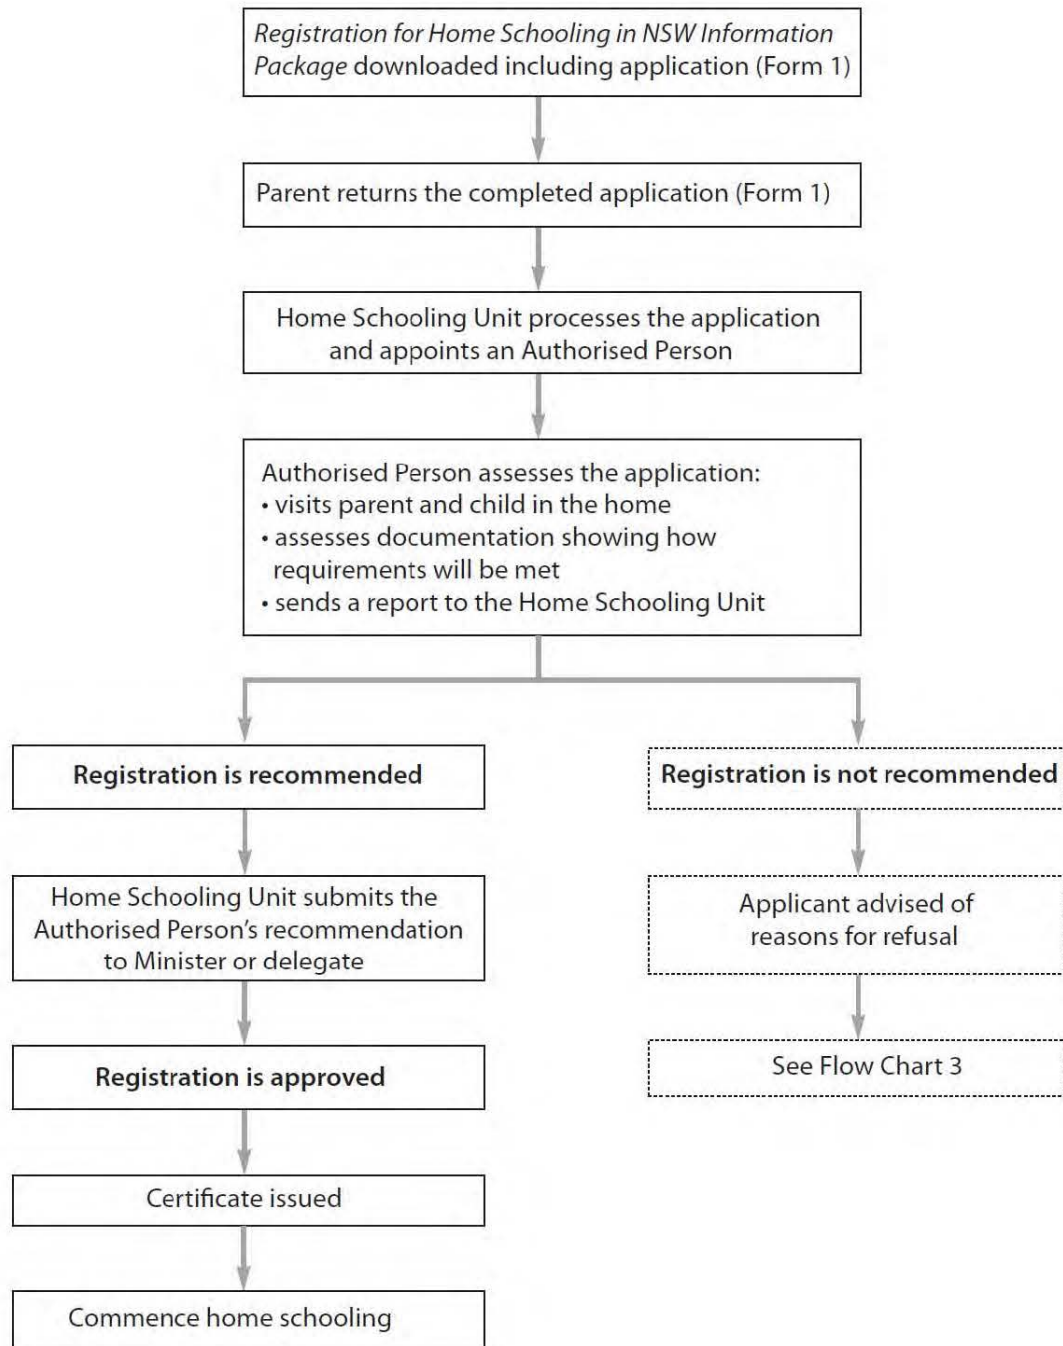 Registration for Home Schooling in NSW Information
Package downloaded including application (Form 1)
Parent returns the completed application (Form 1)
Home Schooling Unit processes the application
and appoints an Authorised Person
Authorised Person assesses the application:
• visits parent and child in the home
• assesses documentation showing how
requirements will be met
• sends a report to the Home Schooling Unit
Registration is recommended
Home Schooling Unit submits the
Authorised Person's recommendation
to Minister or delegate
Registration is approved
Certificate issued
Commence home schooling
Registration is not recommended
Applicant advised of
reasons for refusal
See Flow Chart 3